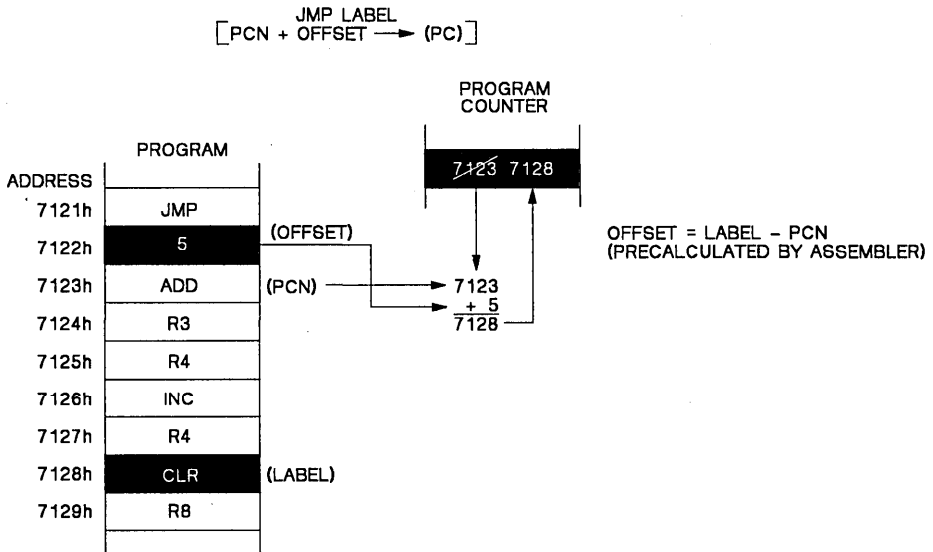 JMP LABEL
[PCN + OFFSET → (PC)]
PROGRAM
COUNTER
7123 7128
PROGRAM
ADDRESS
7121h JMP
7122h 5 (OFFSET)
7123h ADD (PCN)
7124h R3
7125h R4
7126h INC
7127h R4
7128h CLR (LABEL)
7129h R8
7123
+ 5
7128
OFFSET = LABEL – PCN
(PRECALCULATED BY ASSEMBLER)